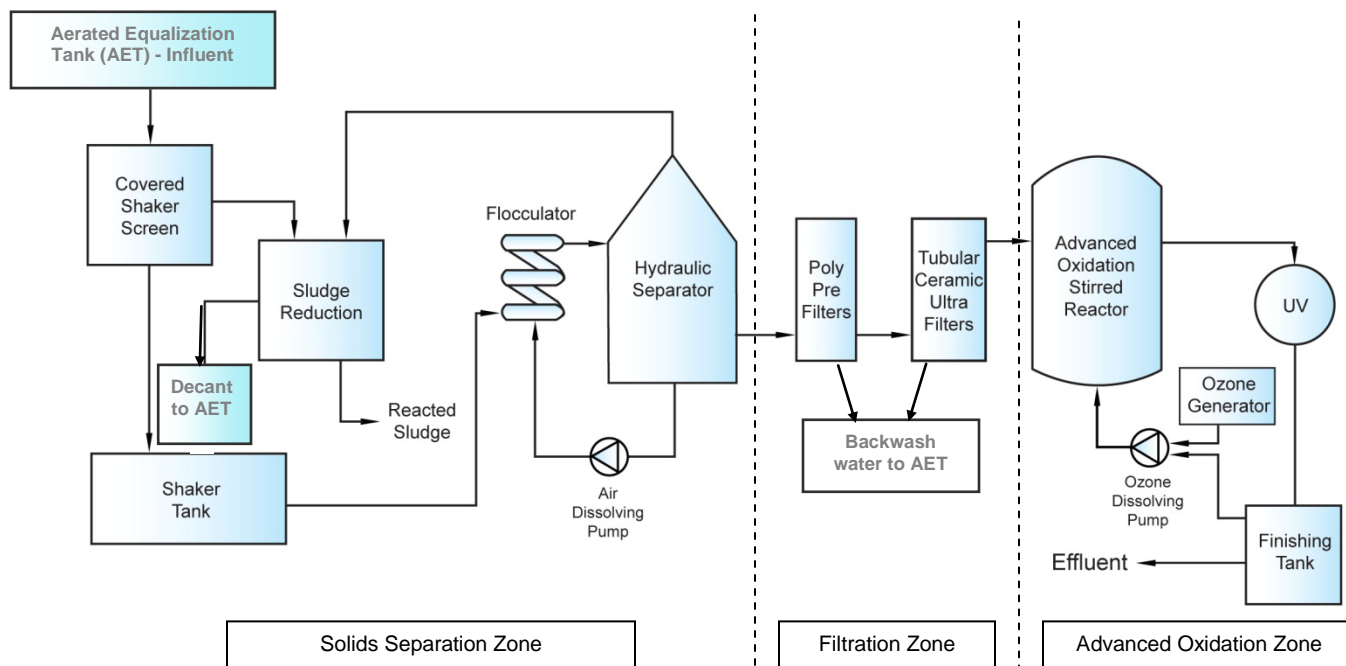 Aerated Equalization
Tank (AET) - Influent
Covered
Shaker
Screen
Sludge
Reduction
Decant
to AET
Reacted
Sludge
Shaker
Tank
Flocculator
Hydraulic
Separator
Air
Dissolving
Pump
Poly
Pre
Filters
Tubular
Ceramic
Ultra
Filters
Backwash
water to AET
Advanced
Oxidation
Stirred
Reactor
UV
Ozone
Generator
Ozone
Dissolving
Pump
Finishing
Tank
Effluent
Solids Separation Zone
Filtration Zone
Advanced Oxidation Zone